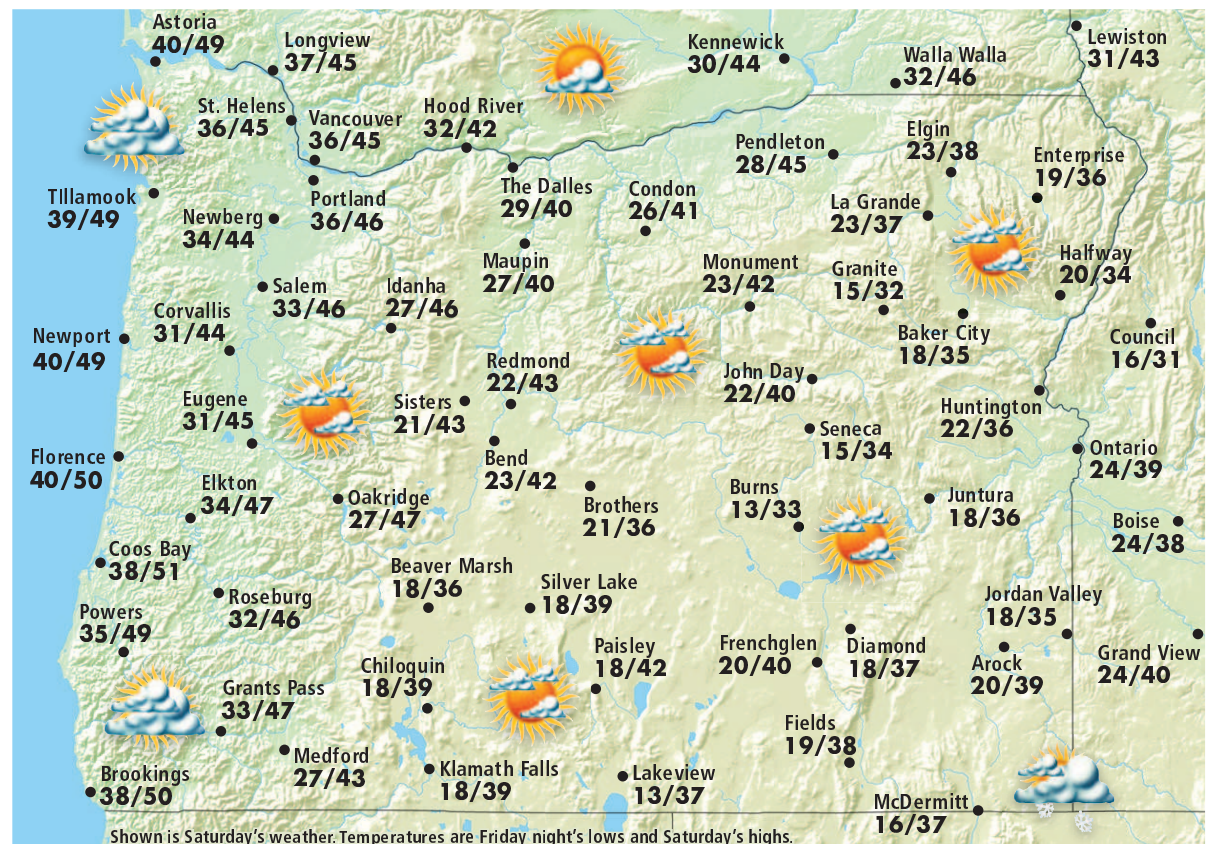 Astoria
40/49
Longview
37/45
Kennewick
30/44
Walla Walla
32/46
Lewiston
31/43
St. Helens
36/45
Vancouver
36/45
Hood River
32/42
Pendleton
28/45
Elgin
23/38
Enterprise
19/36
TIllamook
39/49
Newberg
34/44
Portland
36/46
The Dalles
29/40
Condon
26/41
La Grande
23/37
Maupin
27/40
Monument
23/42
Granite
15/32
Halfway
20/34
Salem
33/46
Idanha
27/46
Corvallis
31/44
Newport
40/49
Baker City
18/35
Council
16/31
Redmond
22/43
John Day
22/40
Eugene
31/45
Sisters
21/43
Huntington
22/36
Seneca
15/34
Ontario
24/39
Florence
40/50
Bend
23/42
Elkton
34/47
Oakridge
27/47
Brothers
21/36
Burns
13/33
Juntura
18/36
Boise
24/38
Coos Bay
38/51
Beaver Marsh
18/36
Silver Lake
18/39
Roseburg
32/46
Powers
35/49
Jordan Valley
18/35
Paisley
18/42
Frenchglen
20/40
Diamond
18/37
Arock
20/39
Grand View
24/40
Chiloquin
18/39
Grants Pass
33/47
Fields
19/38
Medford
27/43
Brookings
38/50
Klamath Falls
18/39
Lakeview
13/37
McDermitt
16/37
Shown is Saturday's weather. Temperatures are Friday night's lows and Saturday's highs.